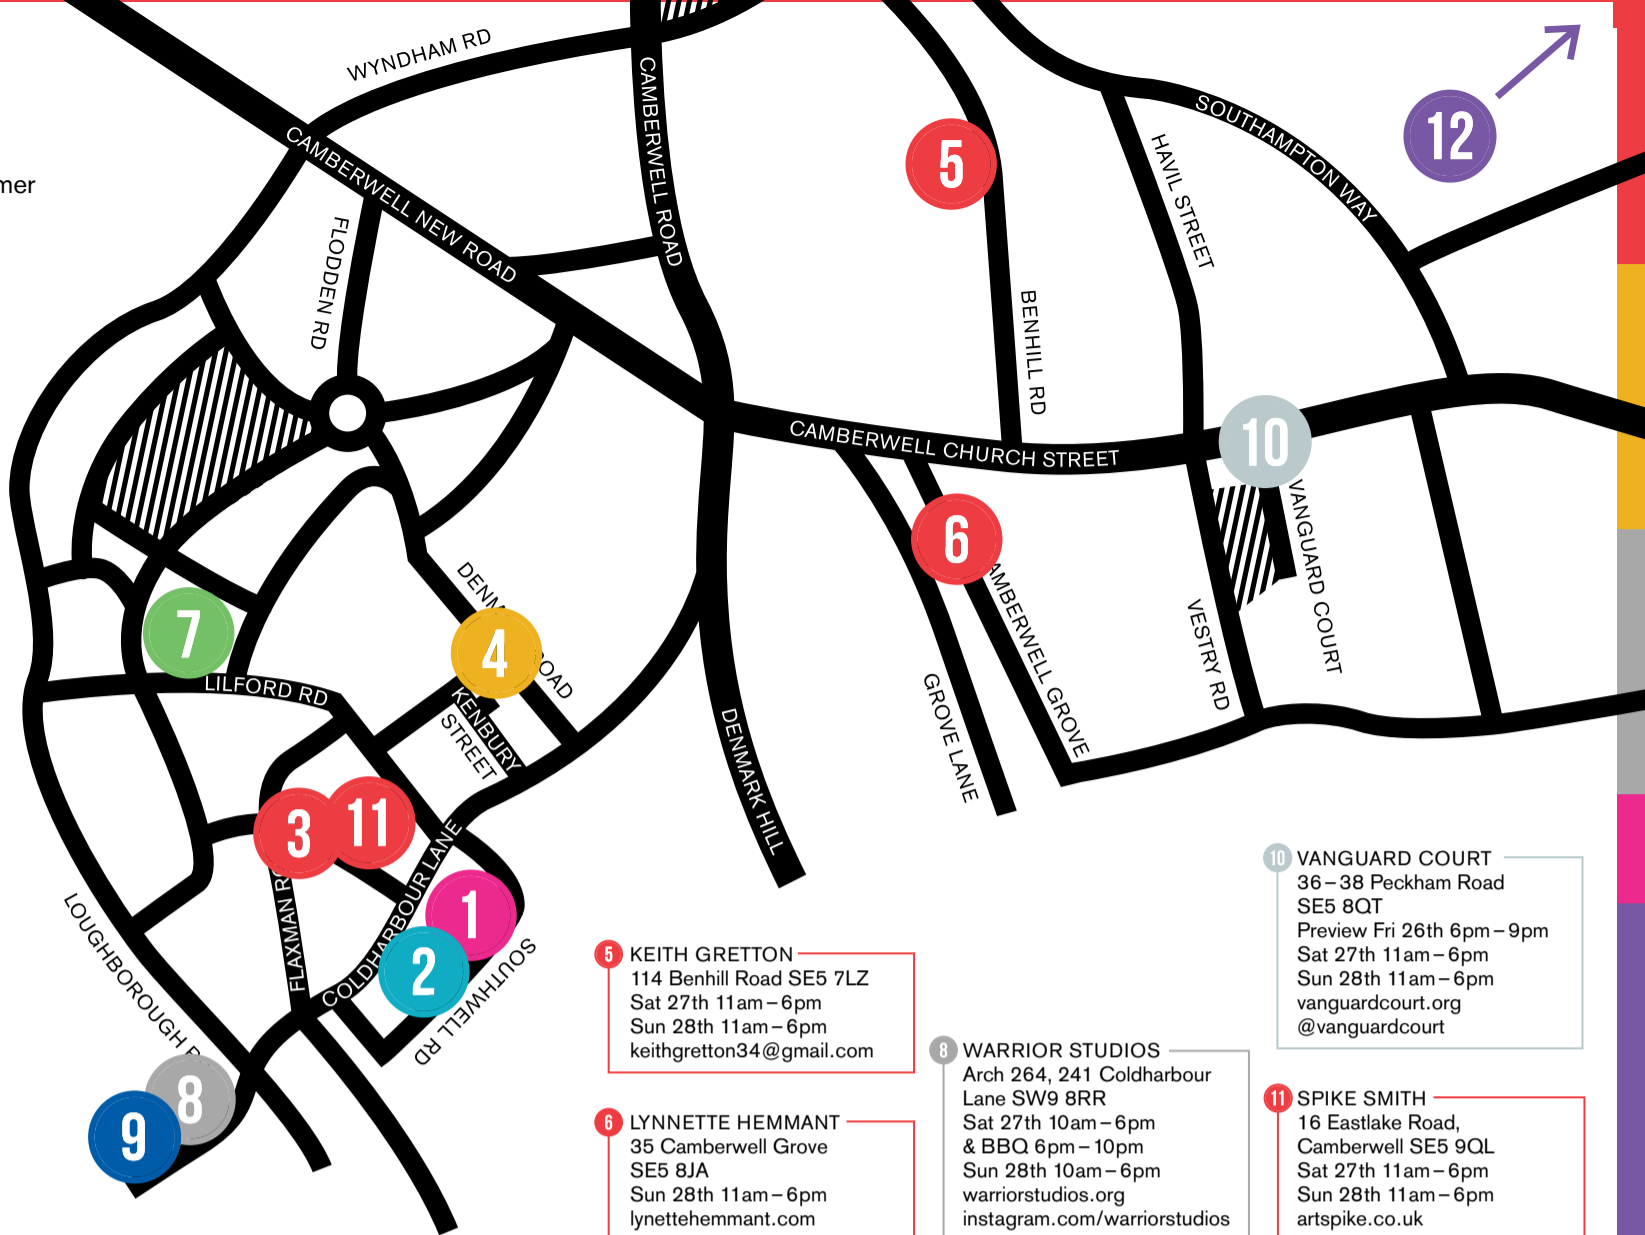 WYNDHAM RD
CAMBERWELL ROAD
CAMBERWELL NEW ROAD
FLODDEN RD
SOUTHAMPTON WAY
HAVIL STREET
12
5
mer
BENHILL RD
CAMBERWELL CHURCH STREET
10
VANGUARD COURT
6
CAMBERWELL GROVE
GROVE LANE
VESTRY RD
DENMARK HILL
7
LILFORD RD
4
KENBURY
STREET
3
11
FLAXMAN
COLDHARBOUR LANE
1
2
SOUTHWELL RD
LOUGHBOROUGH
8
9
5 KEITH GRETTON
114 Benhill Road SE5 7LZ
Sat 27th 11am–6pm
Sun 28th 11am–6pm
keithgretton34@gmail.com
6 LYNNETTE HEMMANT
35 Camberwell Grove
SE5 8JA
Sun 28th 11am–6pm
lynettehemmant.com
8 WARRIOR STUDIOS
Arch 264, 241 Coldharbour
Lane SW9 8RR
Sat 27th 10am–6pm
& BBQ 6pm–10pm
Sun 28th 10am–6pm
warriorstudios.org
instagram.com/warriorstudios
10 VANGUARD COURT
36–38 Peckham Road
SE5 8QT
Preview Fri 26th 6pm–9pm
Sat 27th 11am–6pm
Sun 28th 11am–6pm
vanguardcourt.org
@vanguardcourt
11 SPIKE SMITH
16 Eastlake Road,
Camberwell SE5 9QL
Sat 27th 11am–6pm
Sun 28th 11am–6pm
artspike.co.uk